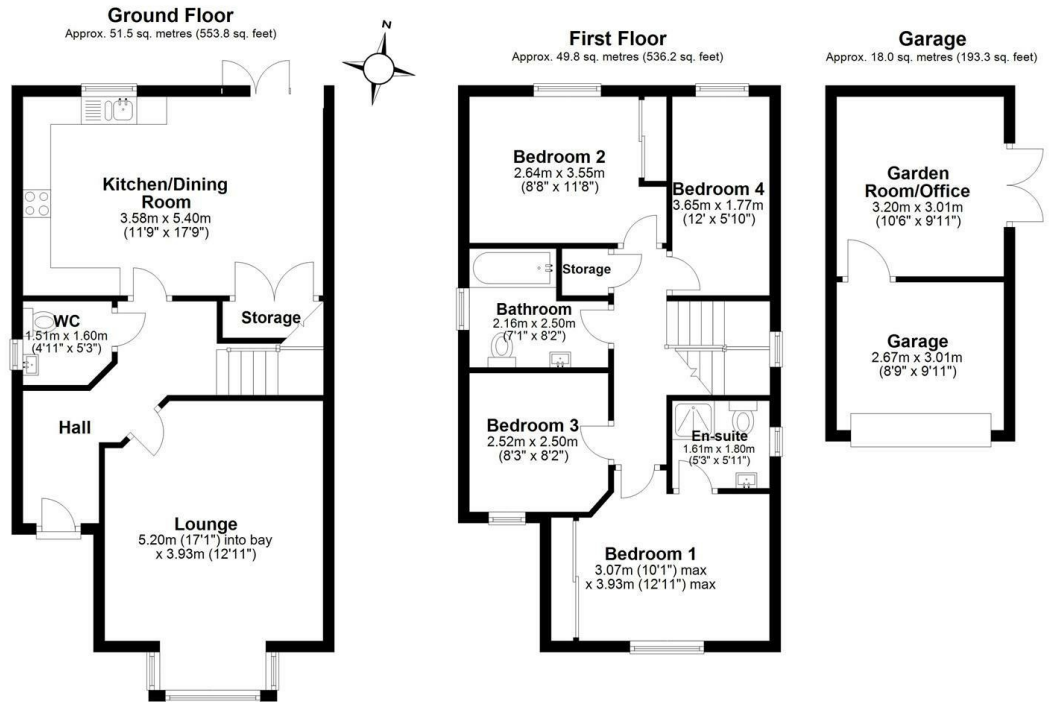 Ground Floor
Approx. 51.5 sq. metres (553.8 sq. feet)
N
Kitchen/Dining
Room
3.58m x 5.40m
(11'9" x 17'9")
WC
1.51m x 1.60m
(4'11" x 5'3")
Storage
Hall
Lounge
5.20m (17'1") into bay
x 3.93m (12'11")
First Floor
Approx. 49.8 sq. metres (536.2 sq. feet)
Bedroom 2
2.64m x 3.55m
(8'8" x 11'8")
Bedroom 4
3.65m x 1.77m
(12' x 5'10")
Storage
Bathroom
2.16m x 2.50m
(7'1" x 8'2")
Bedroom 3
2.52m x 2.50m
(8'3" x 8'2")
En-suite
1.61m x 1.80m
(5'3" x 5'11")
Bedroom 1
3.07m (10'1") max
x 3.93m (12'11") max
Garage
Approx. 18.0 sq. metres (193.3 sq. feet)
Garden
Room/Office
3.20m x 3.01m
(10'6" x 9'11")
Garage
2.67m x 3.01m
(8'9" x 9'11")